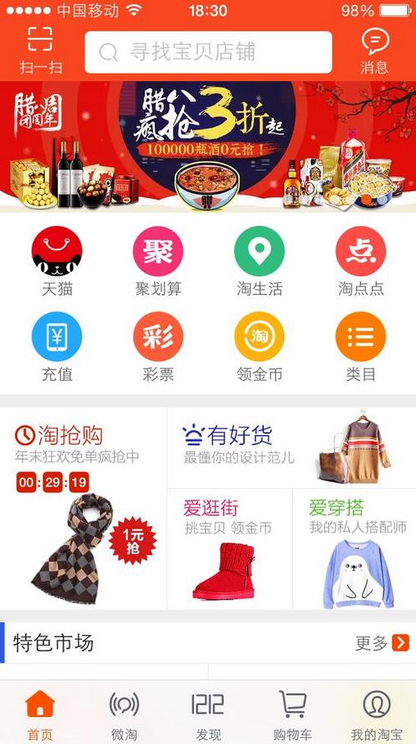 中国移动 18:30 98%
扫一扫 寻找宝贝店铺 消息
腊八周年
腊八
疯抢3折起
100000瓶酒0元抢!
聚 点
天猫 聚划算 淘生活 淘点点
¥ 彩 淘
充值 彩票 领金币 类目
淘抢购
年末狂欢免单疯抢中
00:29:19
1元抢
有好货
最懂你的设计范儿
爱逛街
挑宝贝 领金币
爱穿搭
我的私人搭配师
特色市场 更多
1212
首页 微淘 发现 购物车 我的淘宝